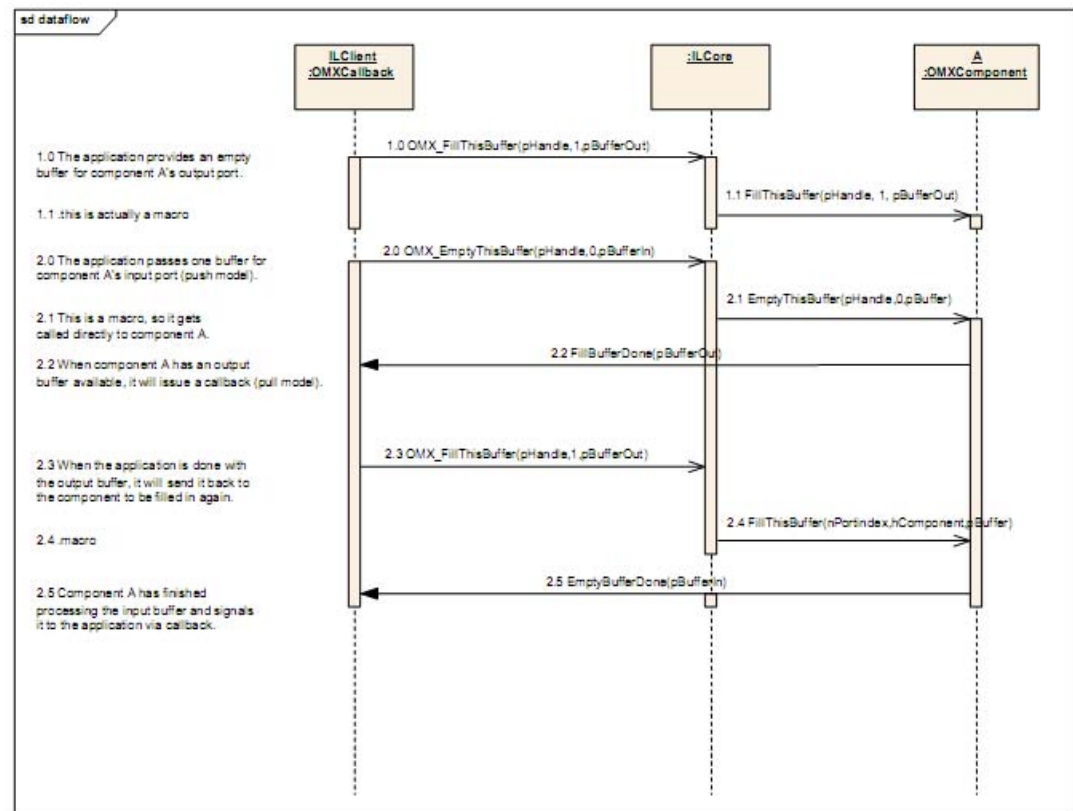 sd dataflow
ILClient
:OMXCallback
:ILCore
A
:OMXComponent
1.0 The application provides an empty
buffer for component A's output port.
1.0 OMX_FillThisBuffer(pHandle,1,pBufferOut)
1.1 .this is actually a macro
1.1 FillThisBuffer(pHandle, 1, pBufferOut)
2.0 The application passes one buffer for
component A's input port (push model).
2.0 OMX_EmptyThisBuffer(pHandle,0,pBufferIn)
2.1 This is a macro, so it gets
called directly to component A.
2.1 EmptyThisBuffer(pHandle,0,pBuffer)
2.2 When component A has an output
buffer available, it will issue a callback (pull model).
2.2 FillBufferDone(pBufferOut)
2.3 When the application is done with
the output buffer, it will send it back to
the component to be filled in again.
2.3 OMX_FillThisBuffer(pHandle,1,pBufferOut)
2.4 .macro
2.4 FillThisBuffer(nPortIndex,hComponent,pBuffer)
2.5 Component A has finished
processing the input buffer and signals
it to the application via callback.
2.5 EmptyBufferDone(pBufferIn)